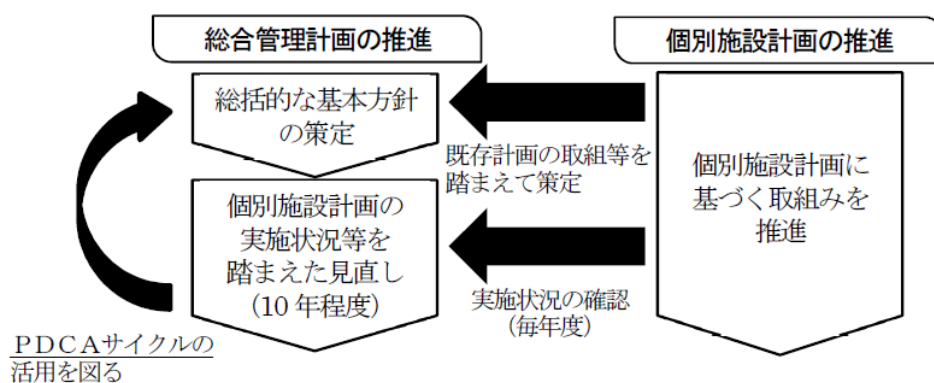 総合管理計画の推進
個別施設計画の推進
総括的な基本方針
の策定
既存計画の取組等を
踏まえて策定
個別施設計画の
実施状況等を
踏まえた見直し
(10 年程度)
実施状況の確認
(毎年度)
個別施設計画に
基づく取組みを
推進
ＰＤＣＡサイクルの
活用を図る